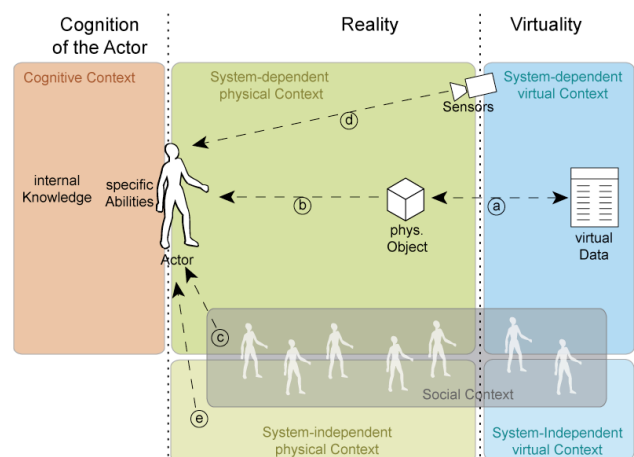 Cognition
of the Actor
Reality
Virtuality
Cognitive Context
System-dependent
physical Context
System-dependent
virtual Context
Sensors
d
internal
Knowledge
specific
Abilities
b
a
phys.
Object
virtual
Data
Actor
c
Social Context
e
System-independent
physical Context
System-Independent
virtual Context